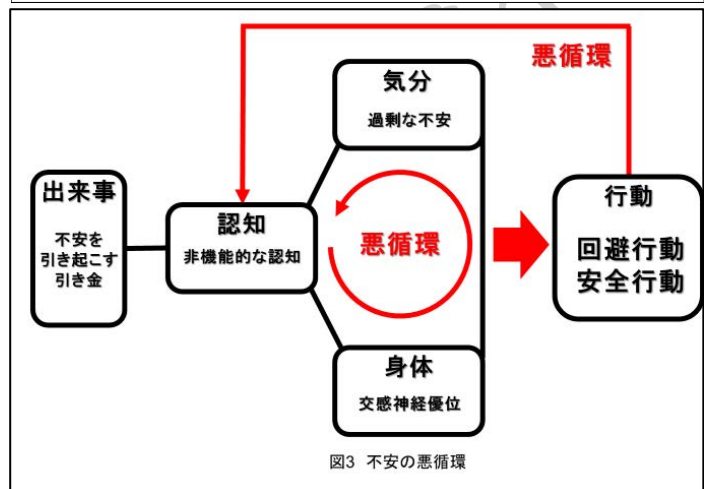 悪循環
気分
過剰な不安
出来事
不安を
引き起こす
引き金
認知
非機能的な認知
悪循環
行動
回避行動
安全行動
身体
交感神経優位
図3 不安の悪循環